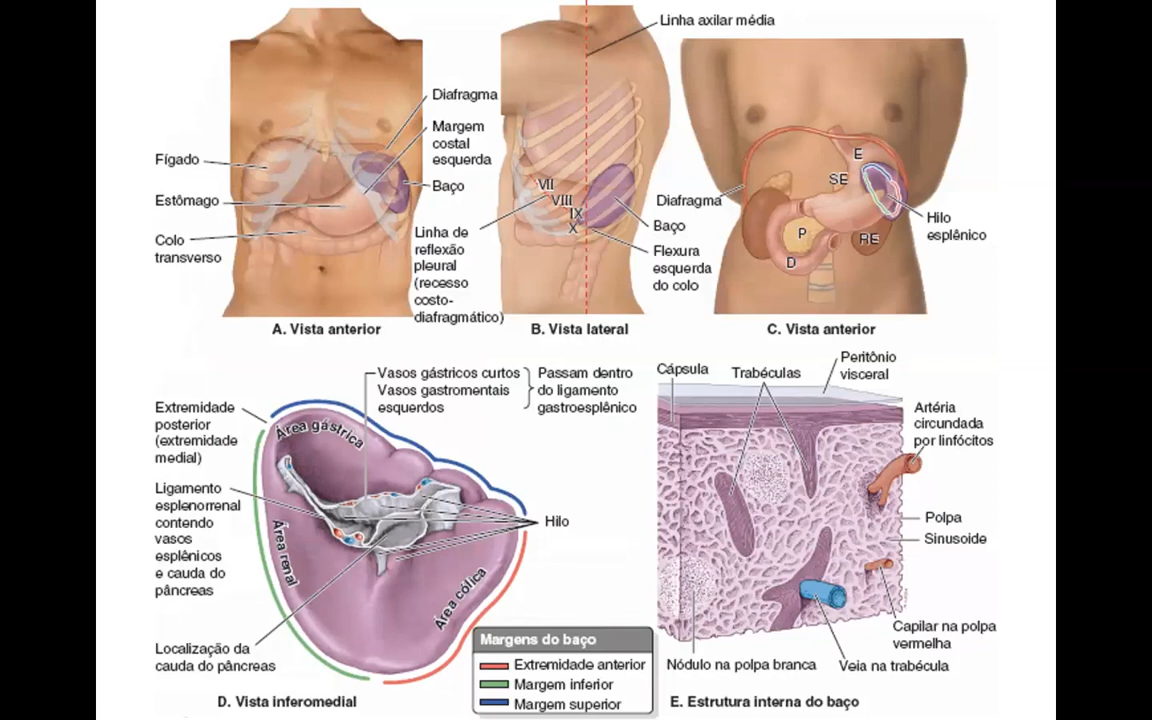 Linha axilar média
Diafragma
Margem
costal
esquerda
Fígado
Baço
Estômago
Colo
transverso
Linha de
reflexão
pleural
(recesso
costo-
diafragmático)
VII
VIII
IX
X
Diafragma
Baço
Flexura
esquerda
do colo
E
SE
P
RE
D
Hilo
esplênico
A. Vista anterior
B. Vista lateral
C. Vista anterior
Vasos gástricos curtos
Vasos gastromentais
esquerdos
Passam dentro
do ligamento
gastroesplênico
Extremidade
posterior
(extremidade
medial)
Área gástrica
Ligamento
esplenorrenal
contendo
vasos
esplênicos
e cauda do
pâncreas
Área renal
Hilo
Área cólica
Localização da
cauda do pâncreas
Margens do baço
Extremidade anterior
Margem inferior
Margem superior
D. Vista inferomedial
Cápsula
Trabéculas
Peritônio
visceral
Artéria
circundada
por linfócitos
Polpa
Sinusoide
Capilar na polpa
vermelha
Nódulo na polpa branca
Veia na trabécula
E. Estrutura interna do baço